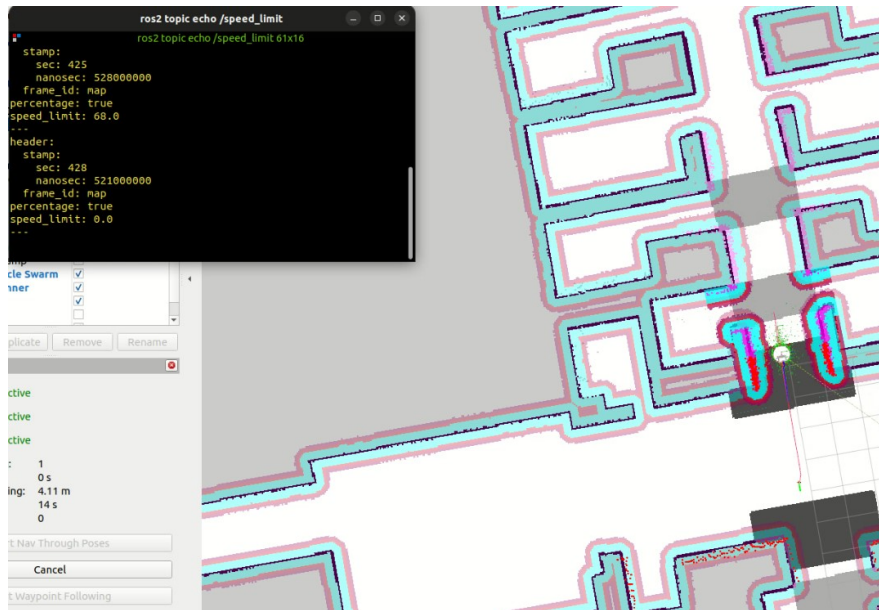 ros2 topic echo /speed_limit
ros2 topic echo /speed_limit 61x16
stamp:
sec: 425
nanosec: 528000000
frame_id: map
percentage: true
speed_limit: 68.0
---
header:
stamp:
sec: 428
nanosec: 521000000
frame_id: map
percentage: true
speed_limit: 0.0
---
cle Swarm
nner
plicate
Remove
Rename
ctive
ctive
ctive
: 1
0 s
ing: 4.11 m
14 s
0
rt Nav Through Poses
Cancel
t Waypoint Following